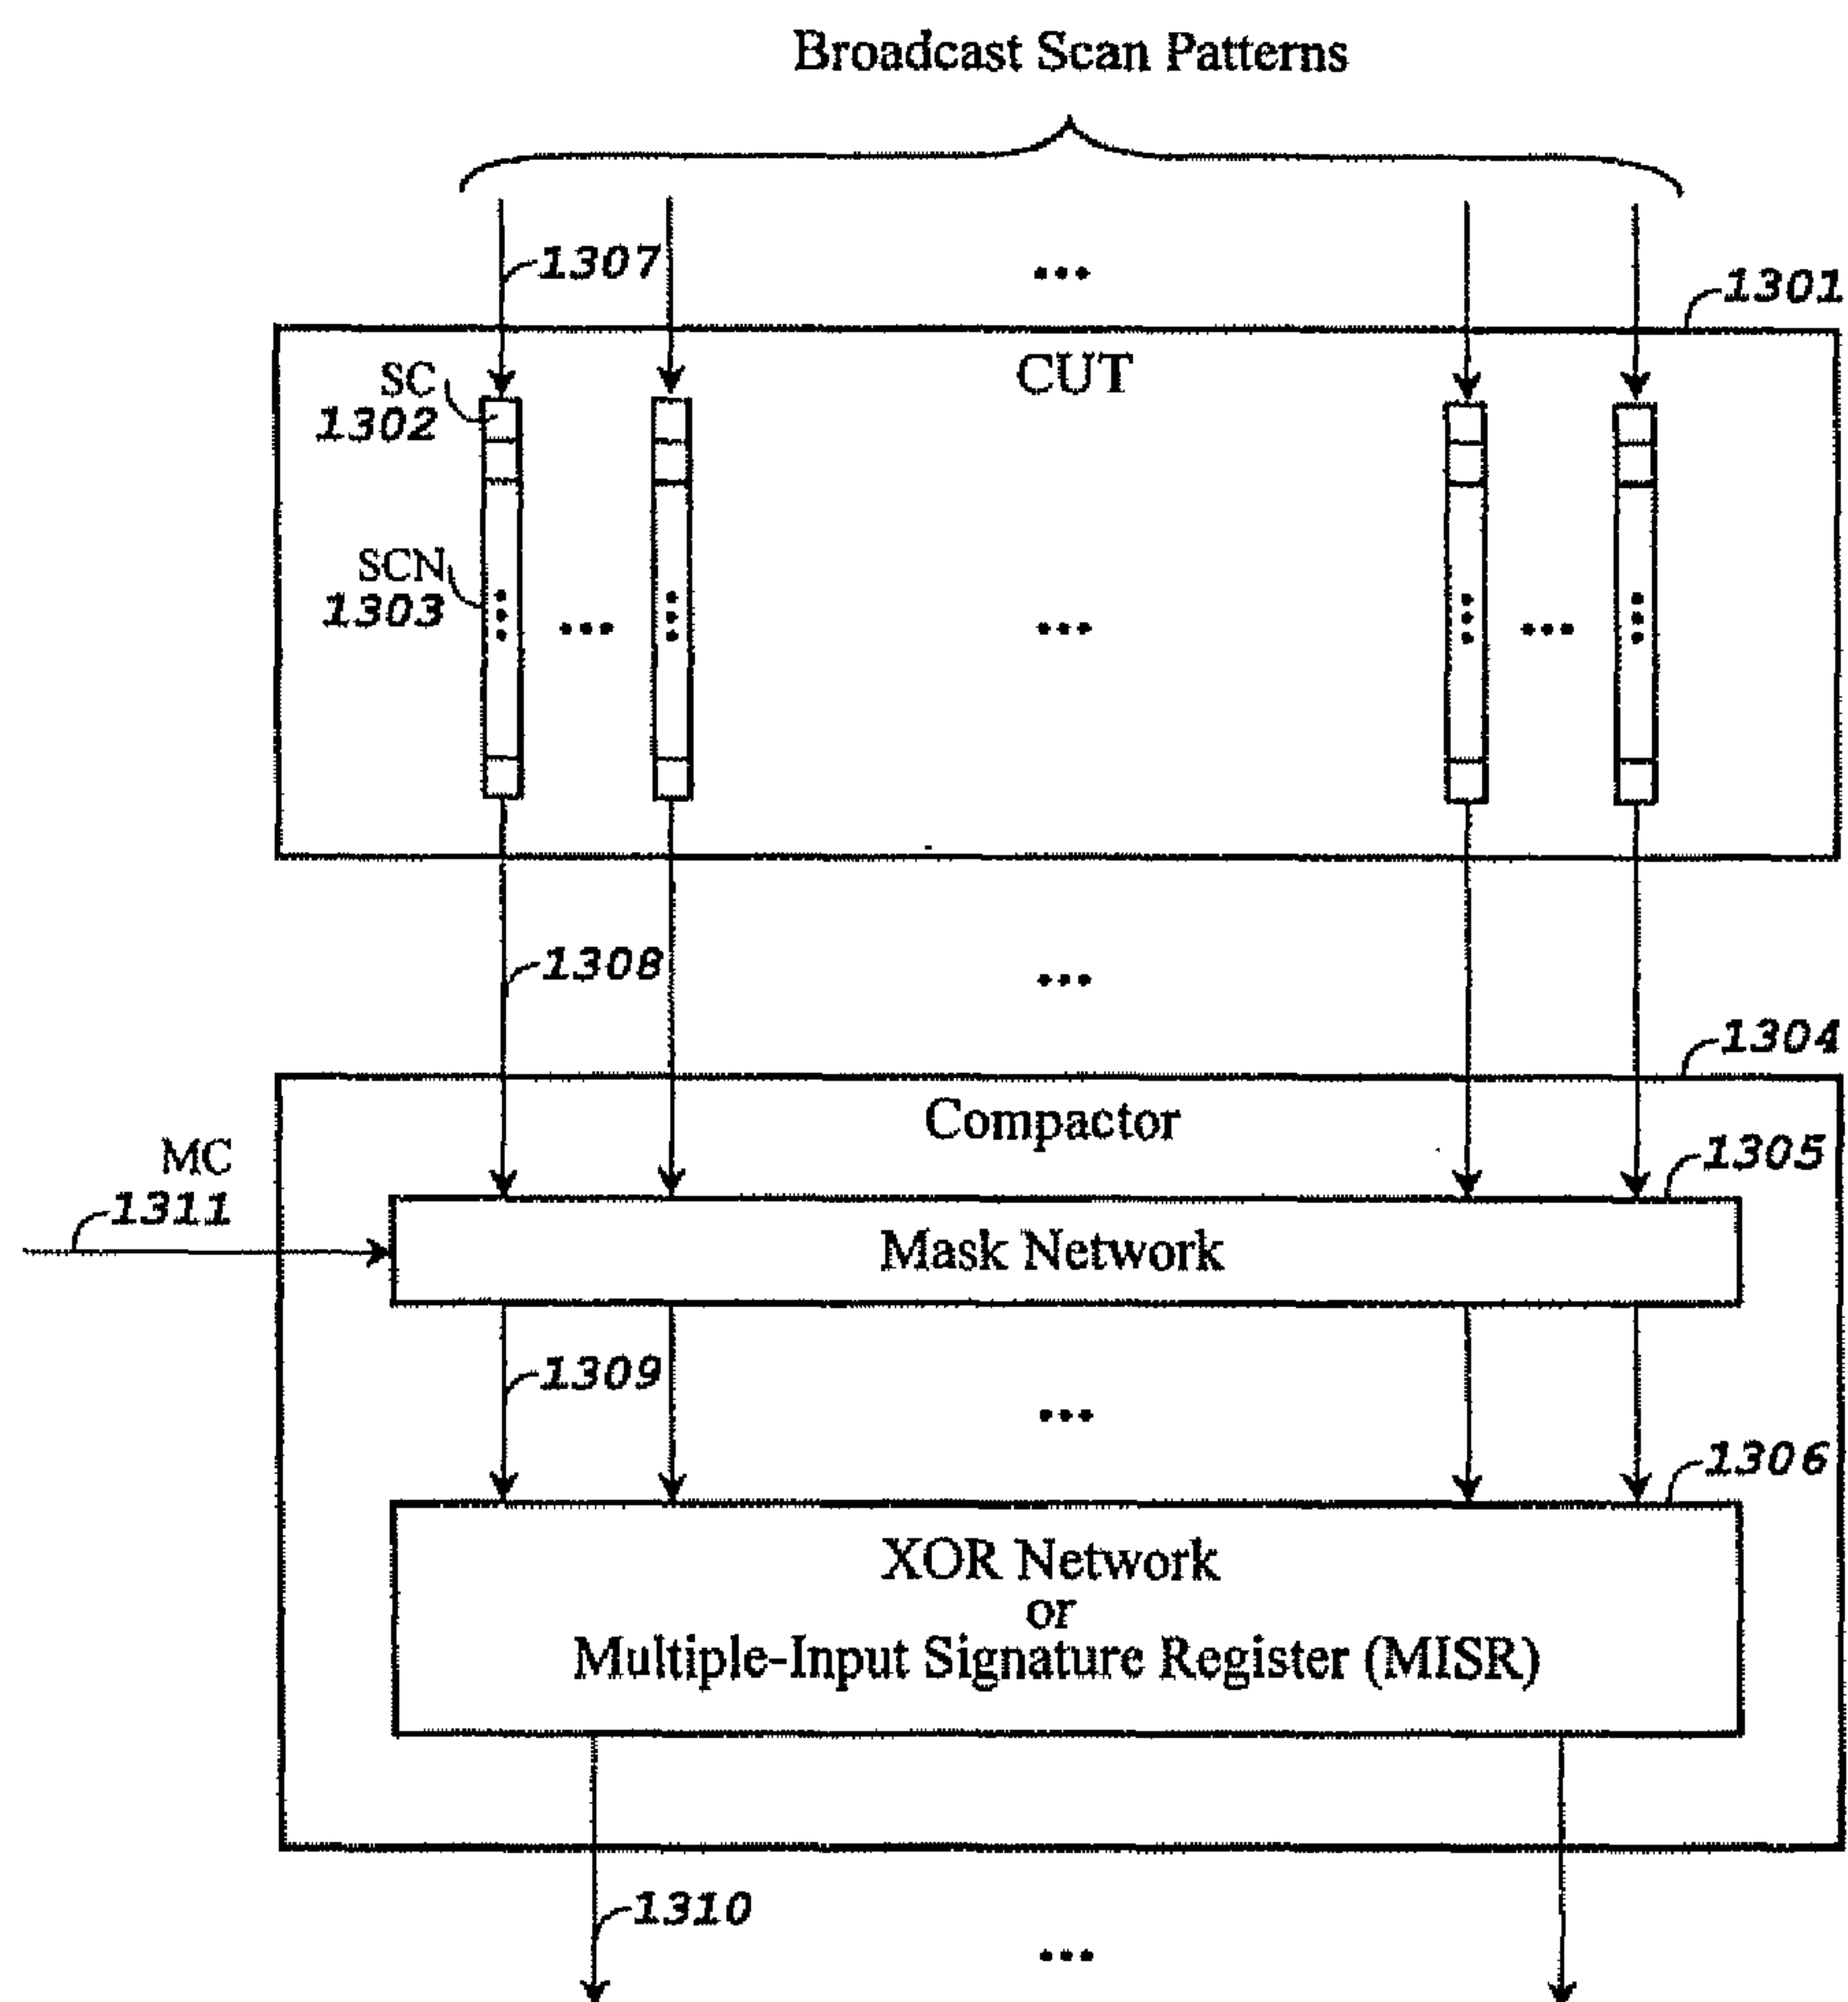 Broadcast Scan Patterns
1307
1301
CUT
SC
1302
SCN
1303
1308
1304
Compactor
MC
1311
1305
Mask Network
1309
1306
XOR Network
or
Multiple-Input Signature Register (MISR)
1310